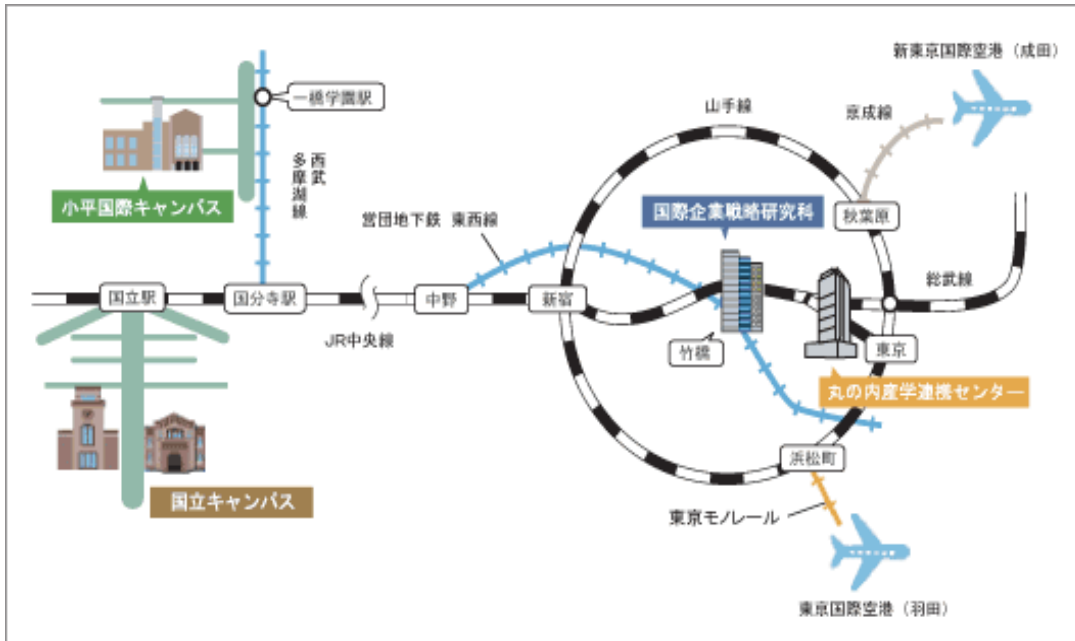 新東京国際空港（成田）
一橋学園駅
山手線
京成線
西武
多摩湖線
小平国際キャンパス
国際企業戦略研究科
秋葉原
営団地下鉄 東西線
総武線
国立駅
国分寺駅
中野
新宿
JR中央線
竹橋
東京
丸の内産学連携センター
浜松町
国立キャンパス
東京モノレール
東京国際空港（羽田）